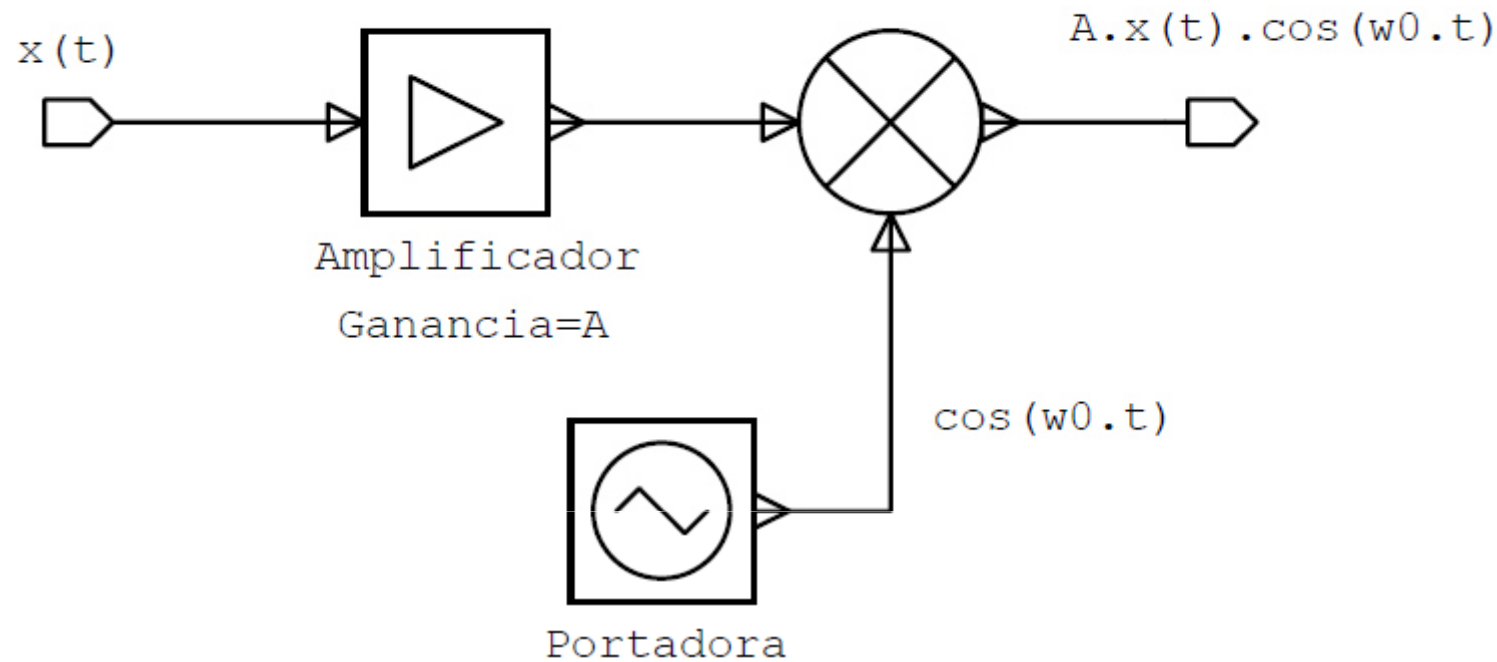 x(t)
A.x(t).cos(w0.t)
Amplificador
Ganancia=A
cos(w0.t)
Portadora